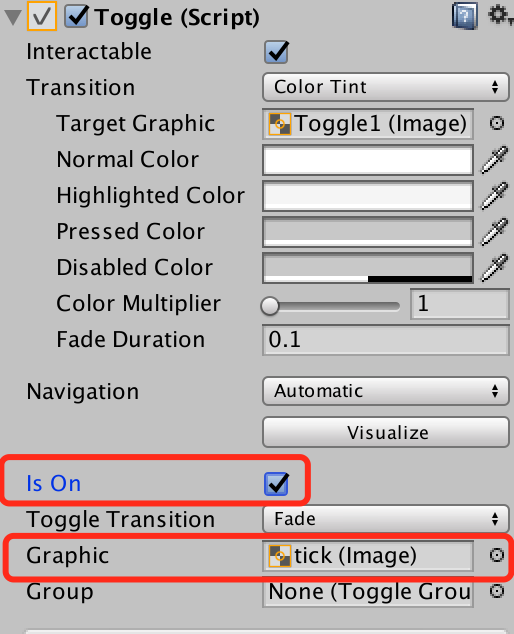 Toggle (Script)
Interactable
Transition Color Tint
Target Graphic Toggle1 (Image)
Normal Color
Highlighted Color
Pressed Color
Disabled Color
Color Multiplier 1
Fade Duration 0.1
Navigation Automatic
Visualize
Is On
Toggle Transition Fade
Graphic tick (Image)
Group None (Toggle Grou